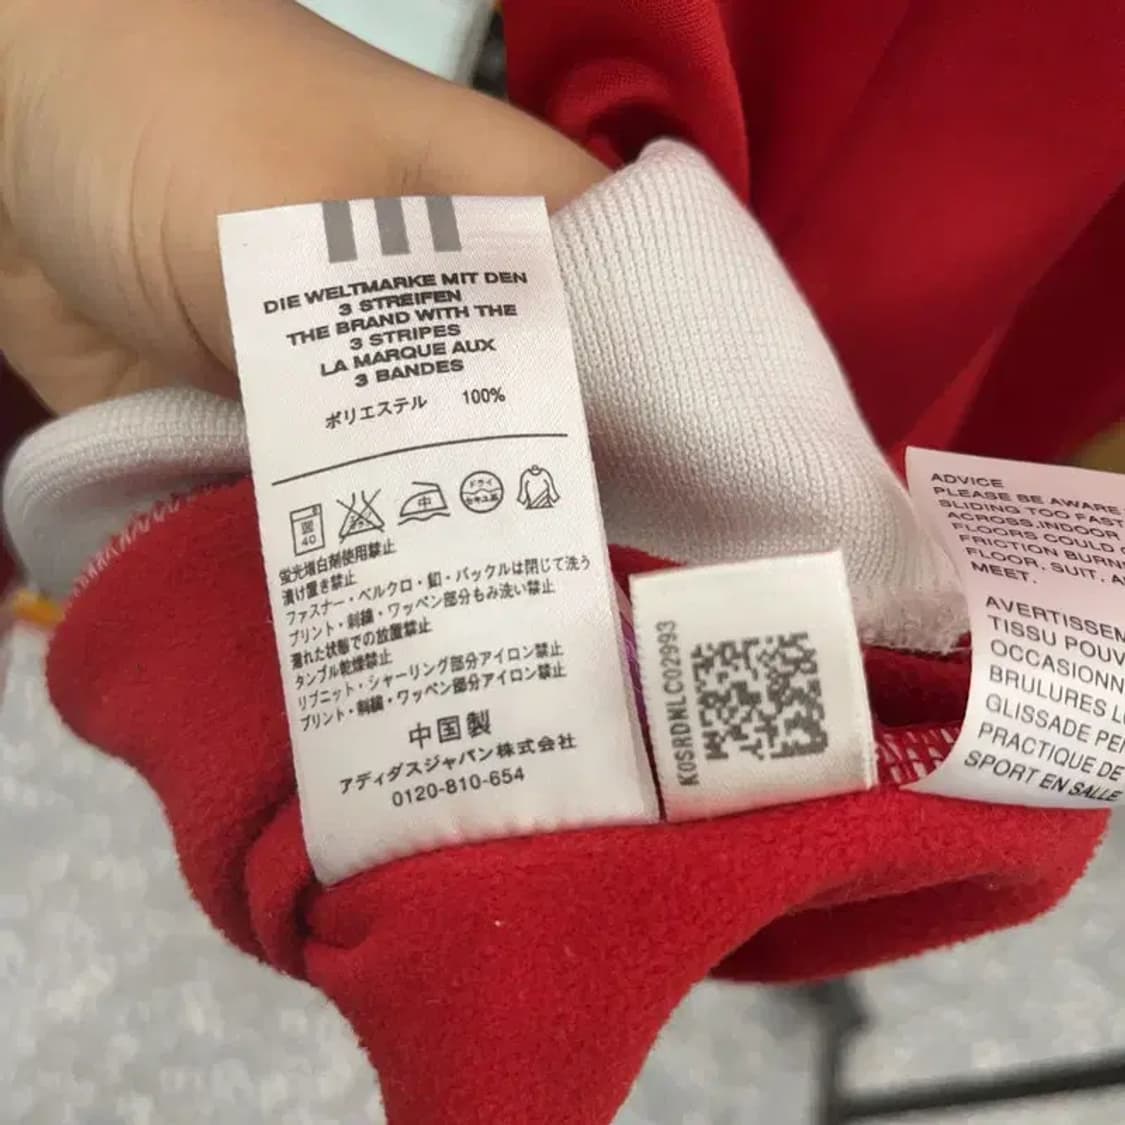 DIE WELTMARKE MIT DEN
3 STREIFEN
THE BRAND WITH THE
3 STRIPES
LA MARQUE AUX
3 BANDES
ポリエステル 100%
40
中
ドライ
セキユ系
蛍光増白剤使用禁止
漬け置き禁止
ファスナー・ベルクロ・釦・バックルは閉じて洗う
プリント・刺繍・ワッペン部分もみ洗い禁止
濡れた状態での放置禁止
タンブル乾燥禁止
リブニット・シャーリング部分アイロン禁止
プリント・刺繍・ワッペン部分アイロン禁止
中国製
アディダスジャパン株式会社
0120-810-654
K0SRDNLC02993
ADVICE
PLEASE BE AWARE
SLIDING TOO FAST
ACROSS.INDOOR
FLOORS COULD
FRICTION BURN
FLOOR, SUIT,
MEET.
AVERTISSEM
TISSU POUV
OCCASIONN
BRULURES
GLISSADE PE
PRACTIQUE DE
SPORT EN SALLE